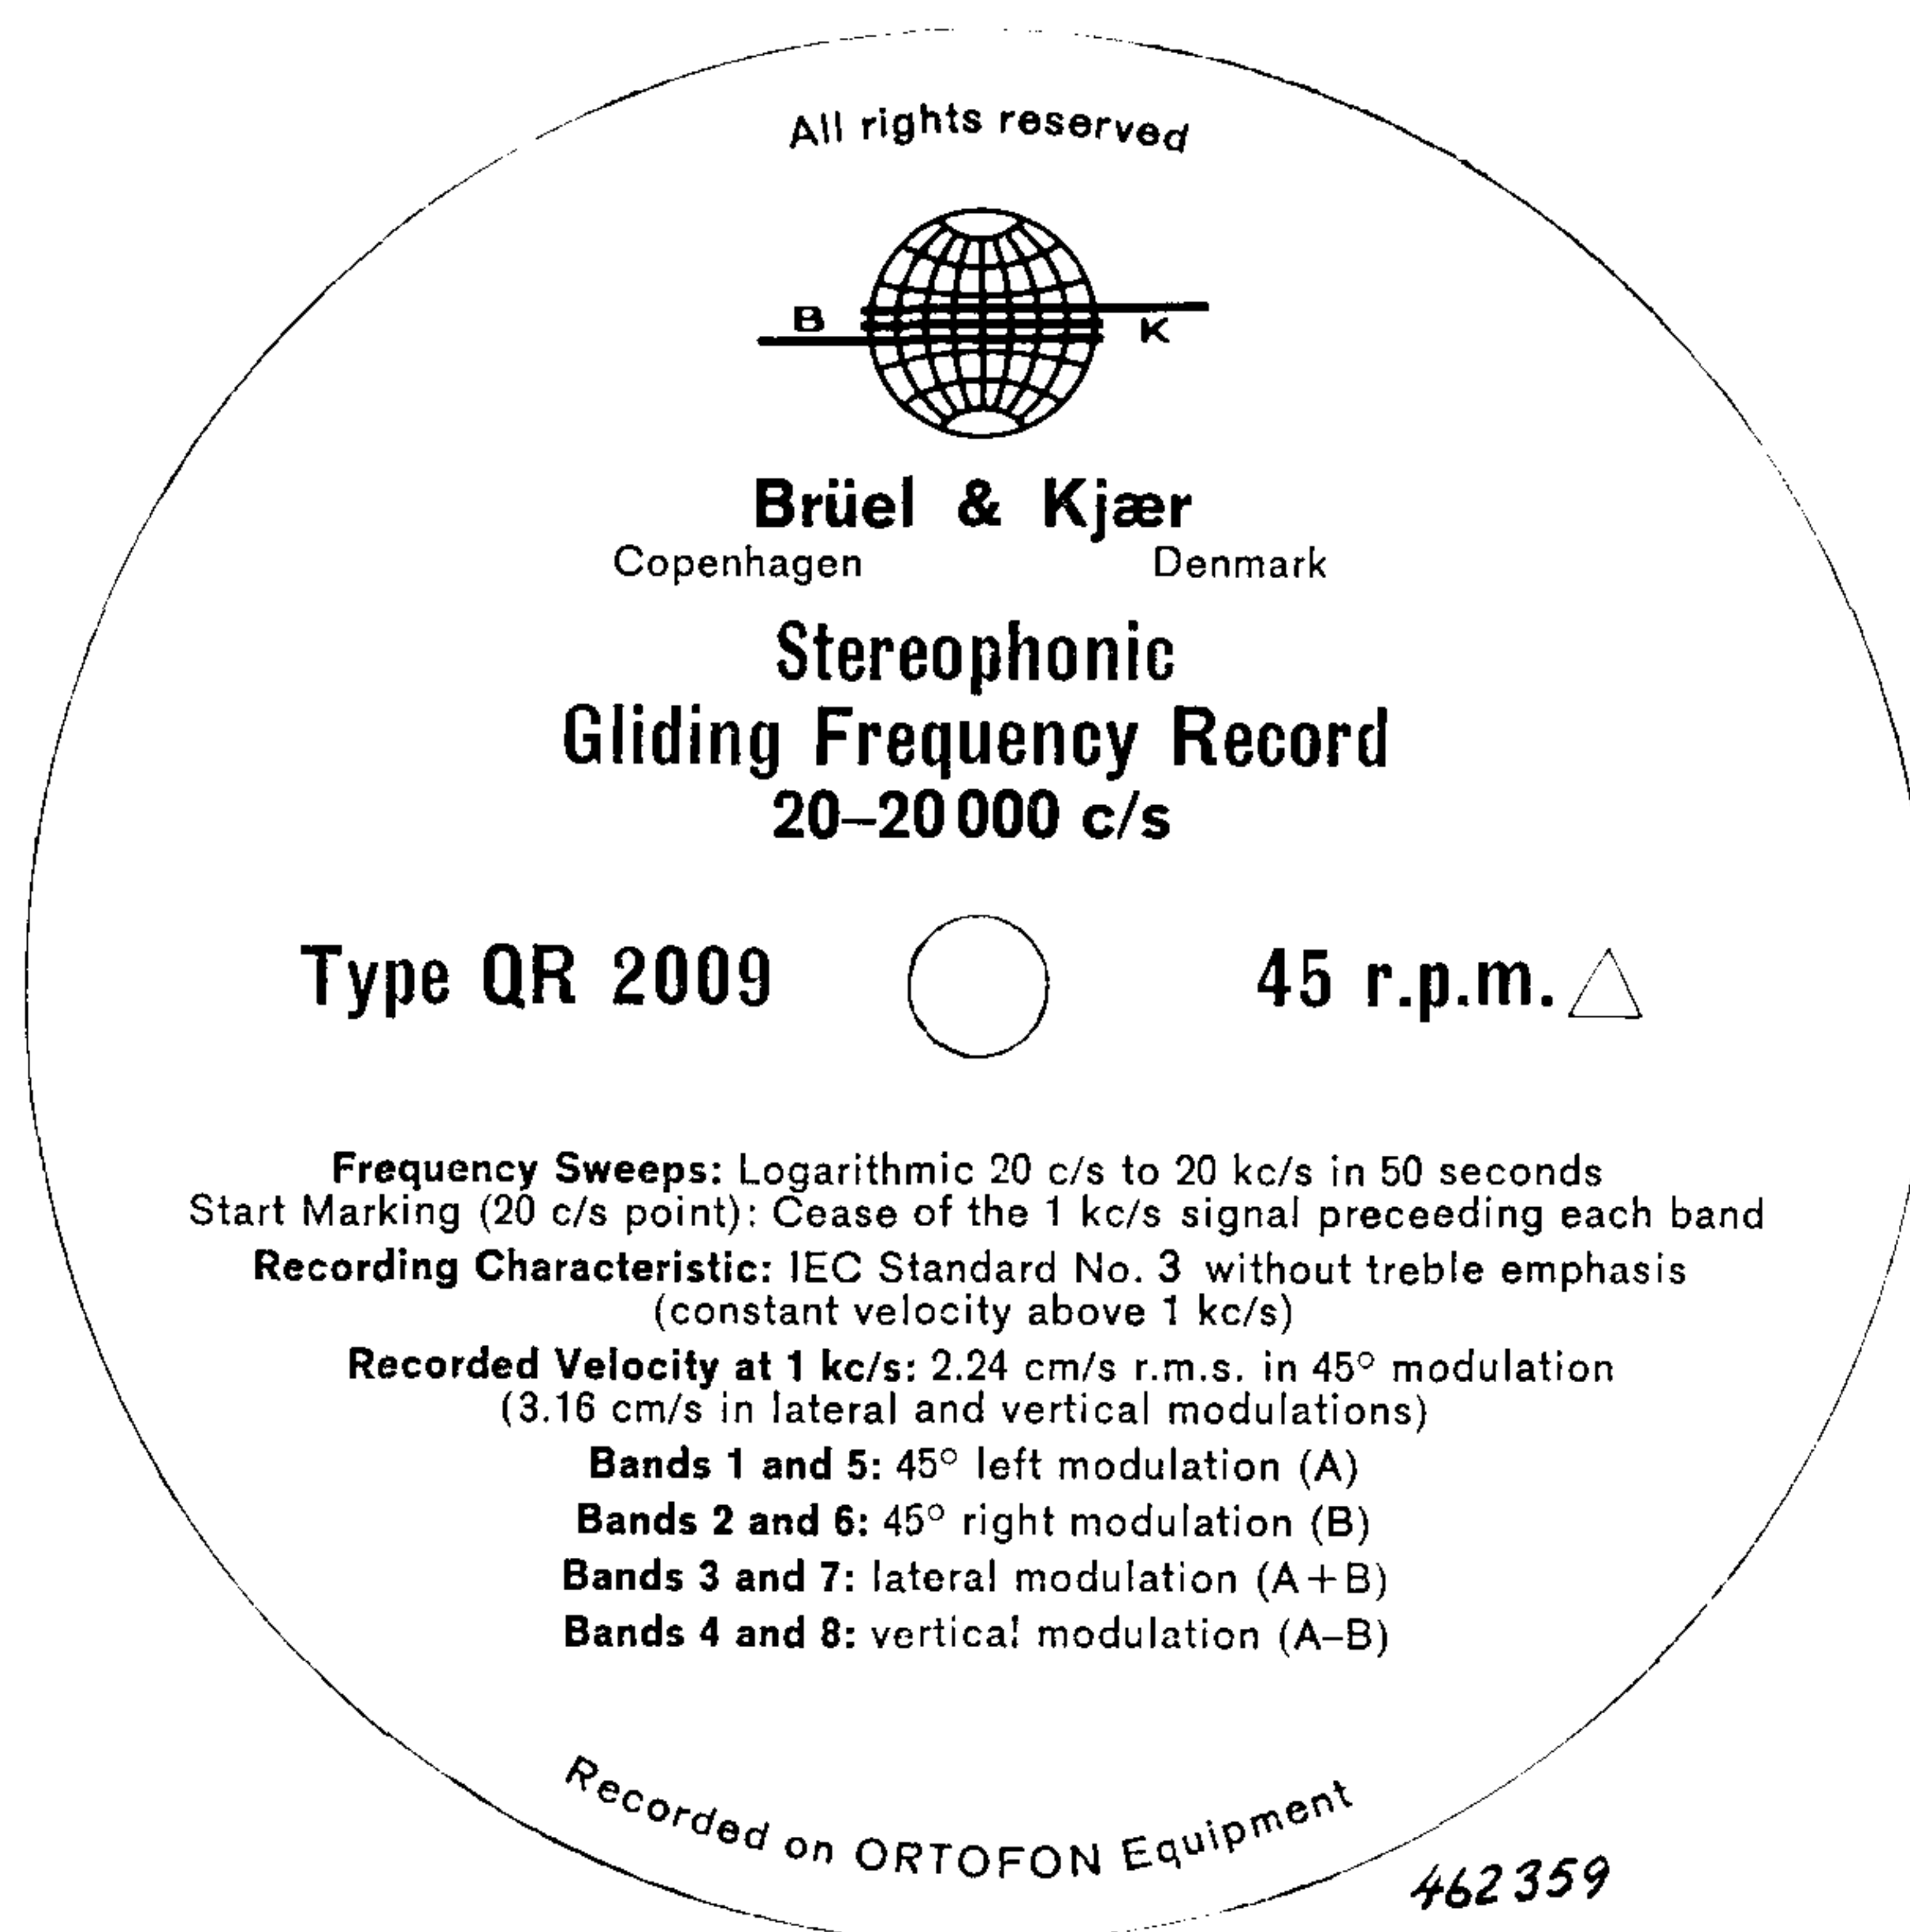 All rights reserved
B K
Brüel & Kjær
Copenhagen Denmark
Stereophonic
Gliding Frequency Record
20–20 000 c/s
Type QR 2009 45 r.p.m.
Frequency Sweeps: Logarithmic 20 c/s to 20 kc/s in 50 seconds
Start Marking (20 c/s point): Cease of the 1 kc/s signal preceeding each band
Recording Characteristic: IEC Standard No. 3 without treble emphasis
(constant velocity above 1 kc/s)
Recorded Velocity at 1 kc/s: 2.24 cm/s r.m.s. in 45° modulation
(3.16 cm/s in lateral and vertical modulations)
Bands 1 and 5: 45° left modulation (A)
Bands 2 and 6: 45° right modulation (B)
Bands 3 and 7: lateral modulation (A+B)
Bands 4 and 8: vertical modulation (A–B)
Recorded on ORTOFON Equipment
462359